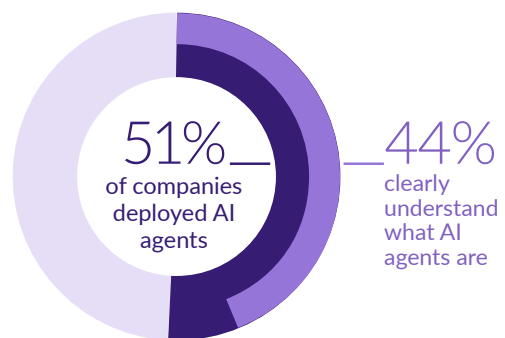 51%
of companies
deployed AI
agents
44%
clearly
understand
what AI
agents are